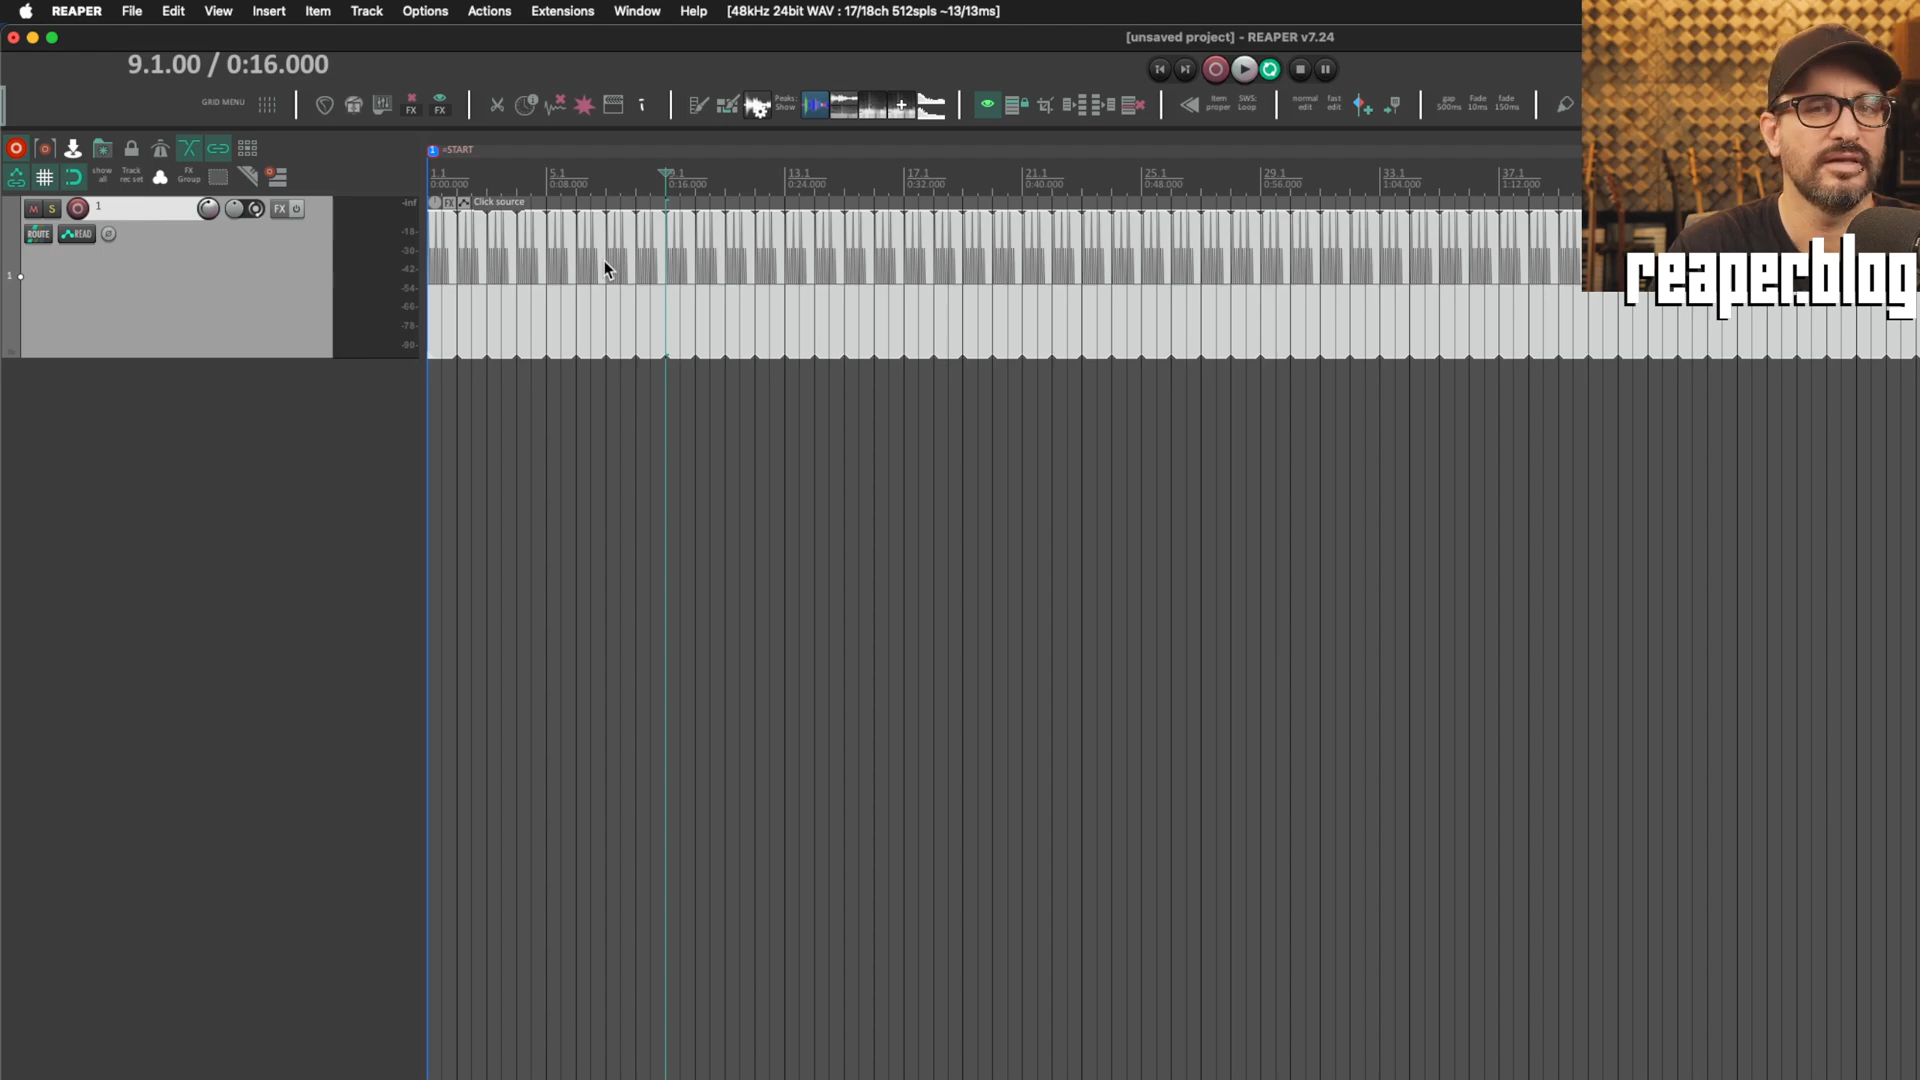 REAPER File Edit View Insert Item Track Options Actions Extensions Window Help [48kHz 24bit WAV : 17/18ch 512spls ~13/13ms]
[unsaved project] - REAPER v7.24
9.1.00 / 0:16.000
GRID MENU
FX FX
Peaks: Show
Item proper
SWS: Loop
normal edit
fast edit
gap 500ms
Fade 10ms
fade 150ms
1 =START
show all
Track rec set
FX Group
1.1 5.1 9.1 13.1 17.1 21.1 25.1 29.1 33.1 37.1
0:00.000 0:08.000 0:16.000 0:24.000 0:32.000 0:40.000 0:48.000 0:56.000 1:04.000 1:12.000
M S 1 FX
-inf
FX Click source
ROUTE READ
-18-
-30-
-42-
1
-54-
-66-
-78-
-90-
reaper.blog